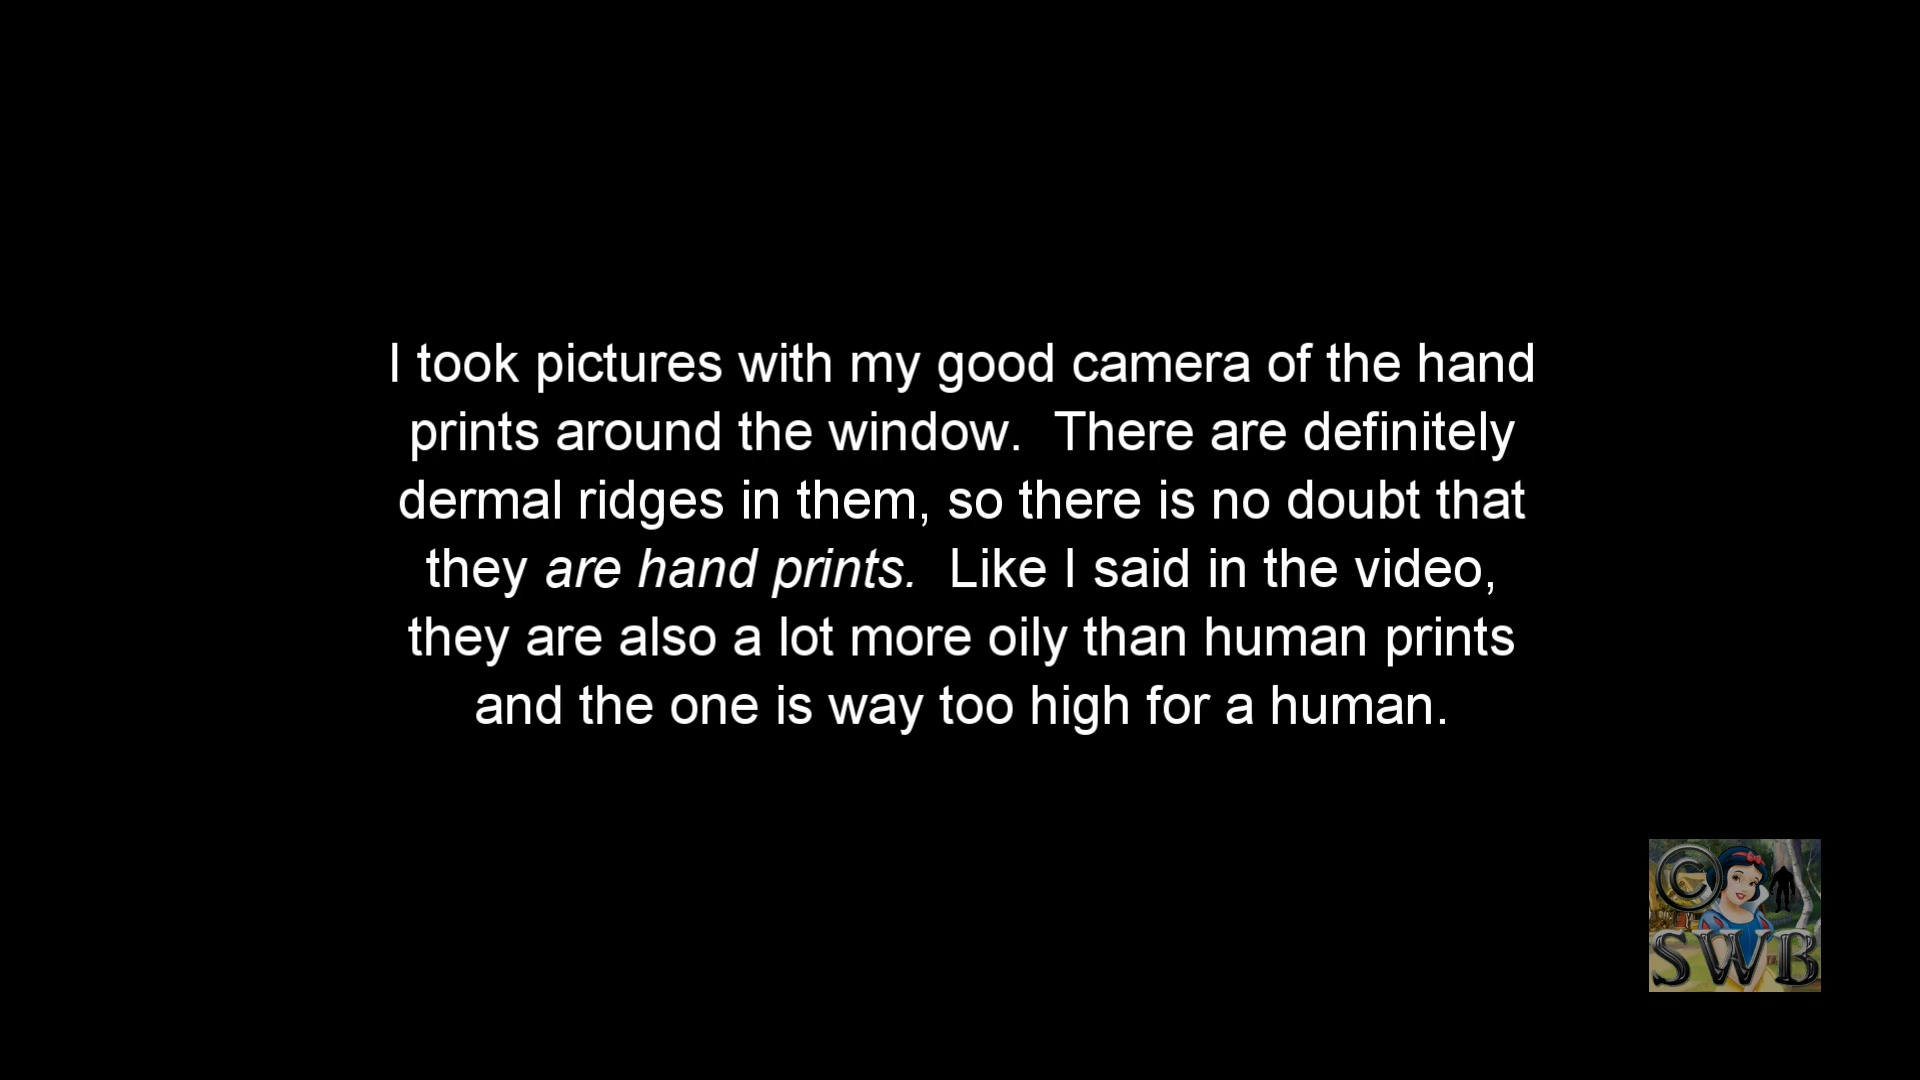 I took pictures with my good camera of the hand
prints around the window.  There are definitely
dermal ridges in them, so there is no doubt that
they are hand prints.  Like I said in the video,
they are also a lot more oily than human prints
and the one is way too high for a human.
©
SWB